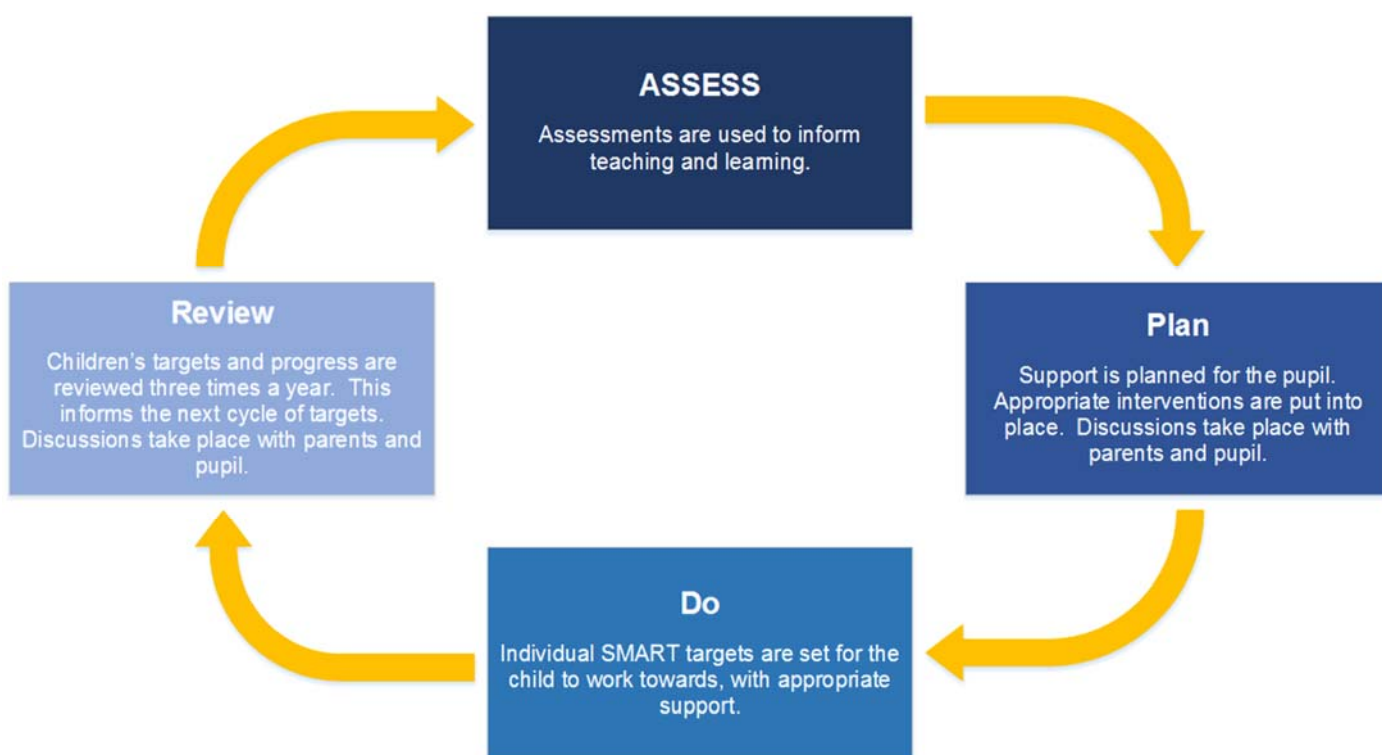 ASSESS
Assessments are used to inform
teaching and learning.
Plan
Support is planned for the pupil.
Appropriate interventions are put into
place.  Discussions take place with
parents and pupil.
Do
Individual SMART targets are set for the
child to work towards, with appropriate
support.
Review
Children’s targets and progress are
reviewed three times a year.  This
informs the next cycle of targets.
Discussions take place with parents and
pupil.